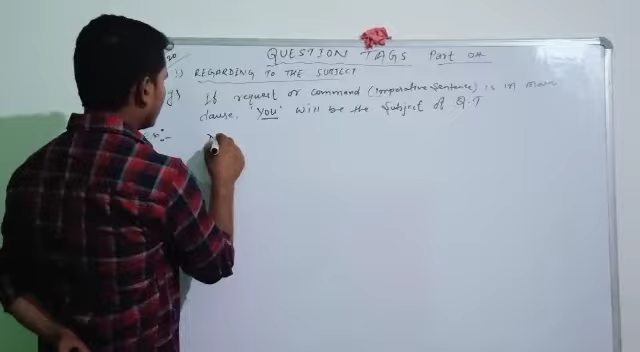 QUESTION TAGS Part 04
1) REGARDING TO THE SUBJECT
g) If request or command (imperative sentence) is in main
clause, 'YOU' will be the subject of Q.T